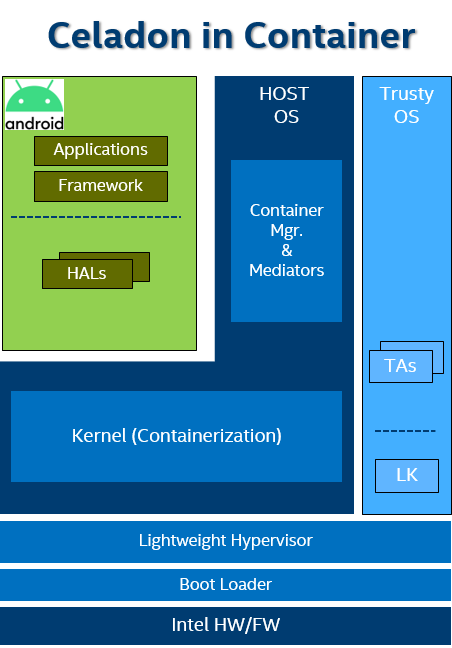 Celadon in Container
android
Applications
Framework
HALs
HOST
OS
Container
Mgr.
&
Mediators
Trusty
OS
TAs
LK
Kernel (Containerization)
Lightweight Hypervisor
Boot Loader
Intel HW/FW